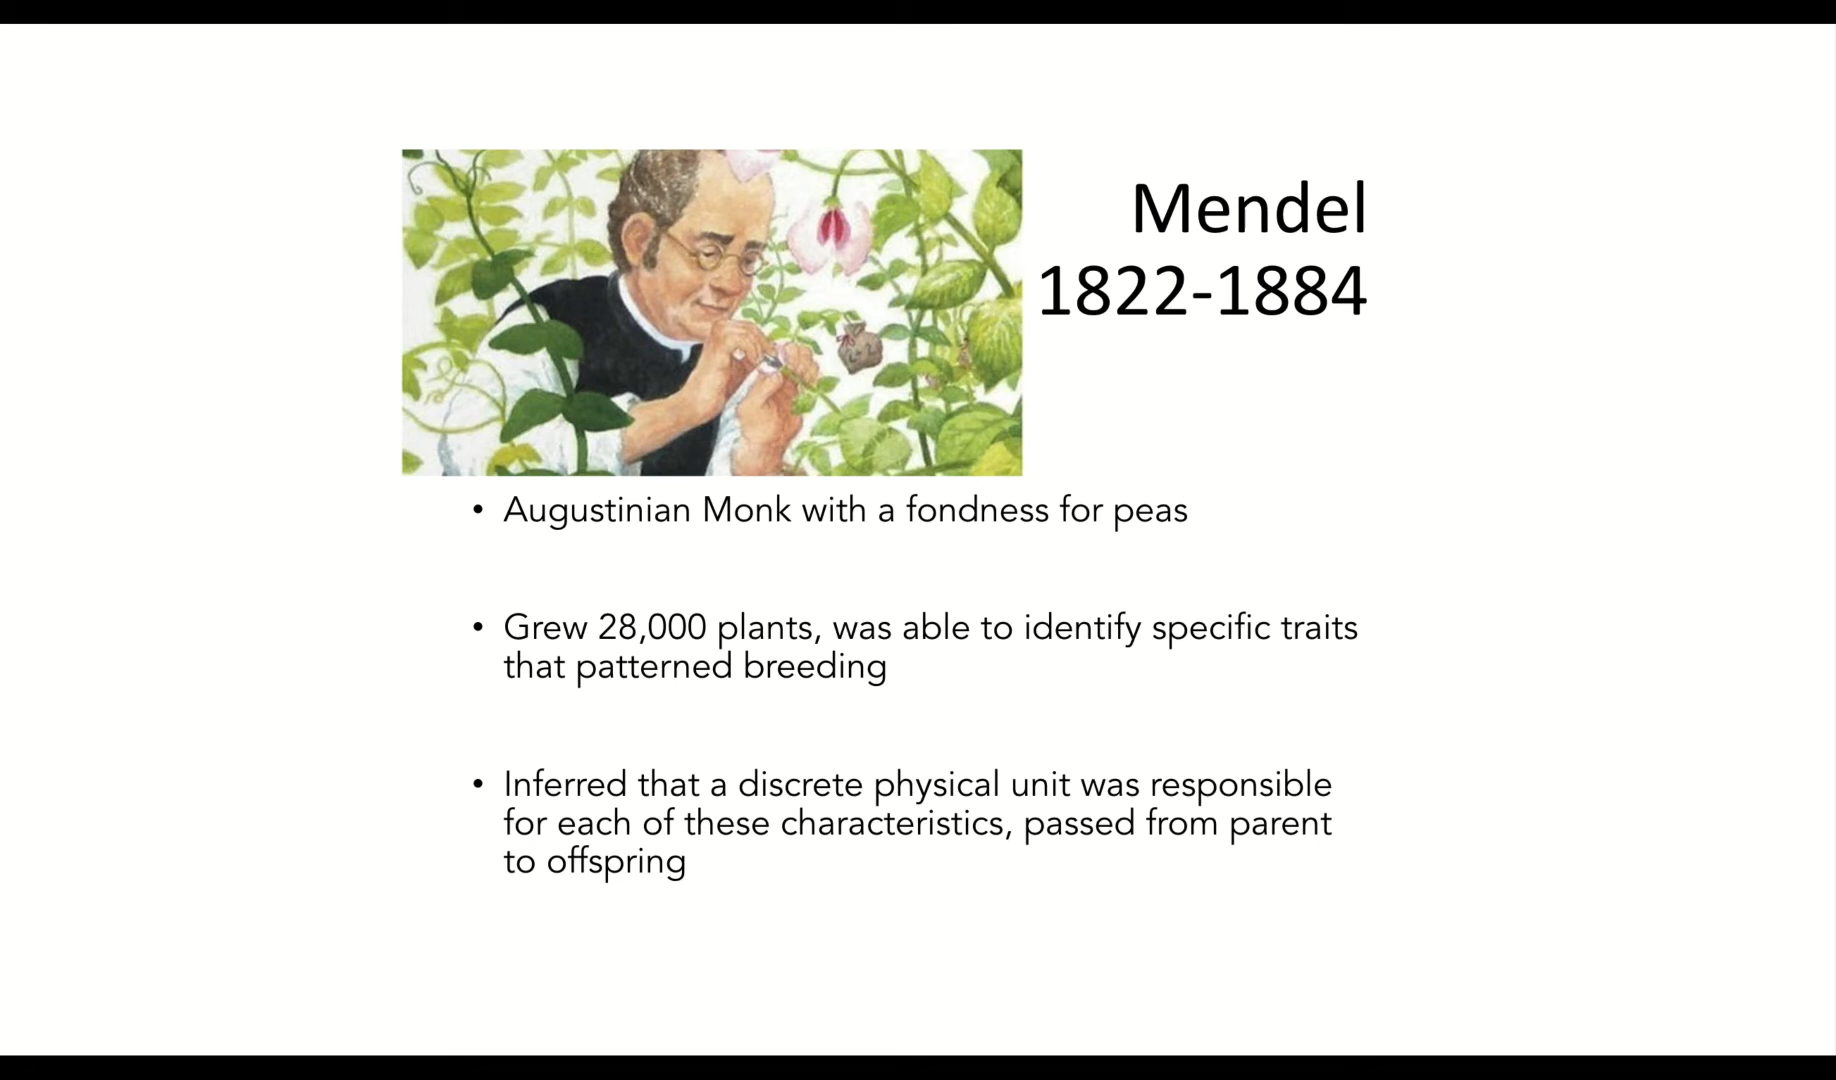 Mendel
1822-1884
• Augustinian Monk with a fondness for peas
• Grew 28,000 plants, was able to identify specific traits
that patterned breeding
• Inferred that a discrete physical unit was responsible
for each of these characteristics, passed from parent
to offspring